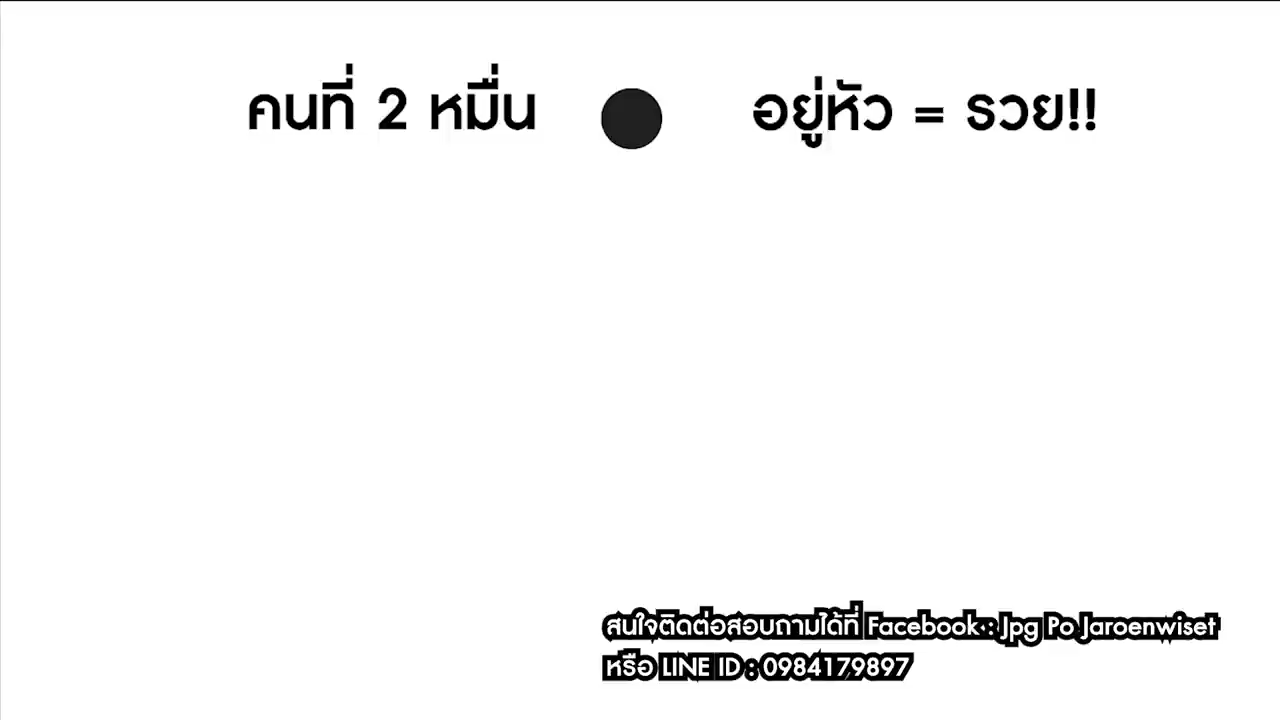 คนที่ 2 หมื่น ● อยู่หัว = รวย!!
สนใจติดต่อสอบถามได้ที่ Facebook : Jpg Po Jaroenwiset
หรือ LINE ID : 0984179897